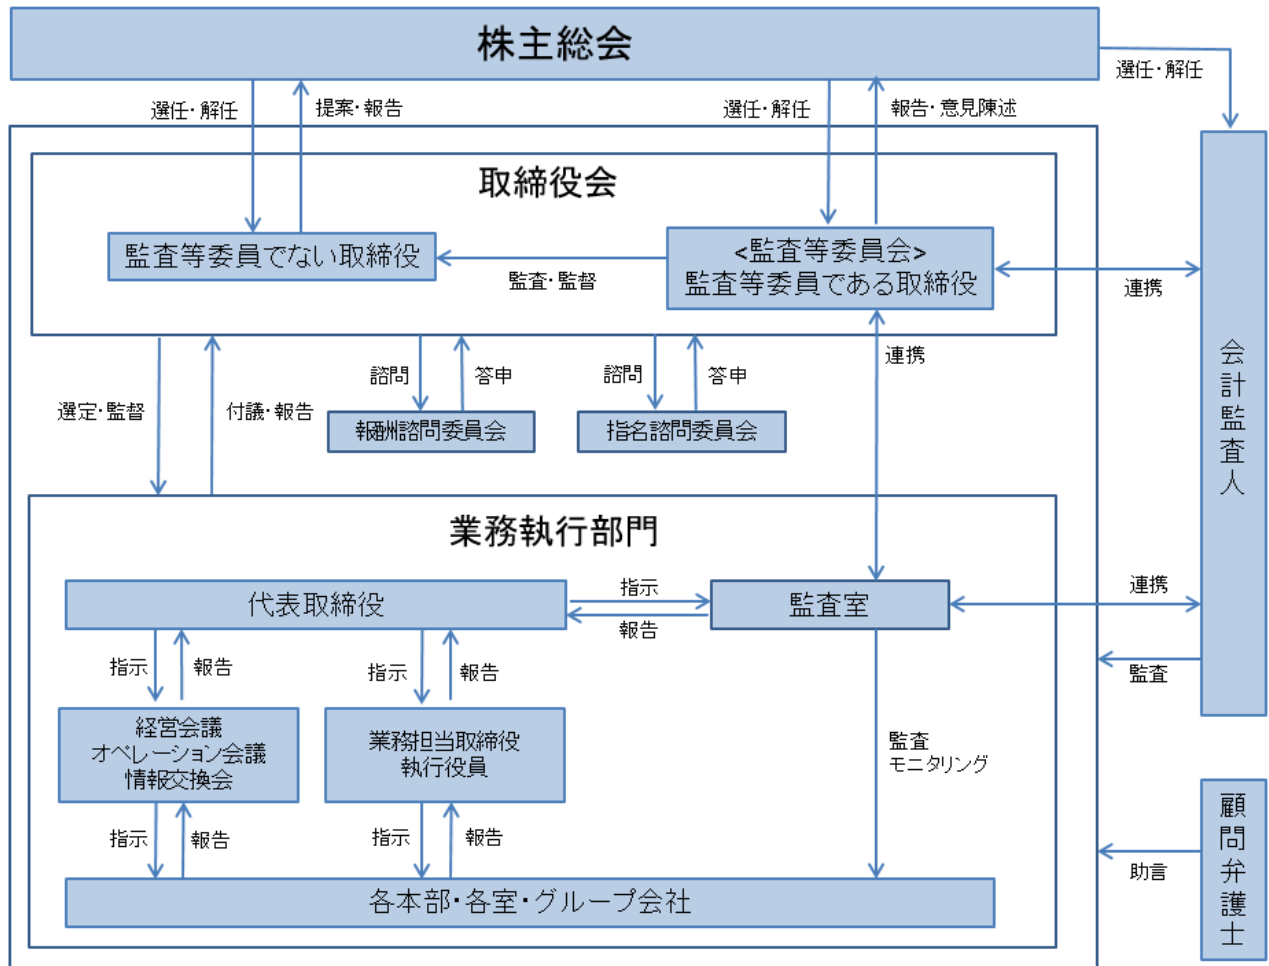 株主総会
選任・解任
選任・解任
提案・報告
選任・解任
報告・意見陳述
取締役会
監査等委員でない取締役
監査・監督
<監査等委員会>
監査等委員である取締役
連携
連携
選定・監督
付議・報告
諮問
答申
諮問
答申
報酬諮問委員会
指名諮問委員会
会計監査人
業務執行部門
代表取締役
指示
報告
監査室
連携
監査
指示
報告
指示
報告
経営会議
オペレーション会議
情報交換会
業務担当取締役
執行役員
監査
モニタリング
指示
報告
指示
報告
各本部・各室・グループ会社
助言
顧問弁護士